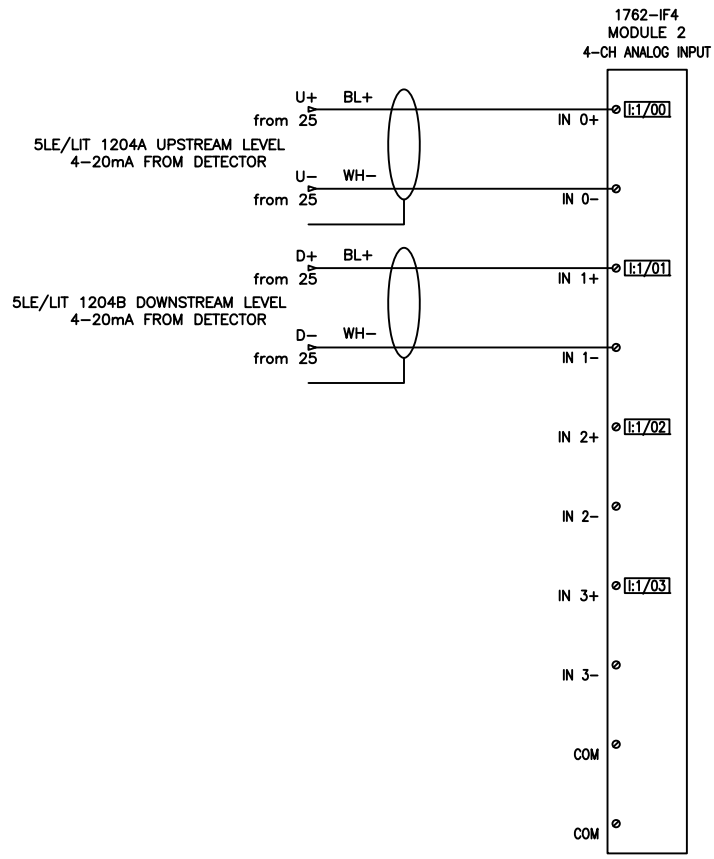 1762-IF4
MODULE 2
4-CH ANALOG INPUT
U+ BL+
from 25
IN 0+
I:1/00
5LE/LIT 1204A UPSTREAM LEVEL
4-20mA FROM DETECTOR
U- WH-
from 25
IN 0-
D+ BL+
from 25
IN 1+
I:1/01
5LE/LIT 1204B DOWNSTREAM LEVEL
4-20mA FROM DETECTOR
D- WH-
from 25
IN 1-
IN 2+
I:1/02
IN 2-
IN 3+
I:1/03
IN 3-
COM
COM